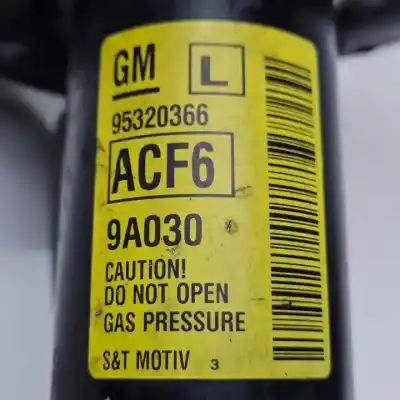 GM L
95320366
ACF6
9A030
CAUTION!
DO NOT OPEN
GAS PRESSURE
S&T MOTIV 3